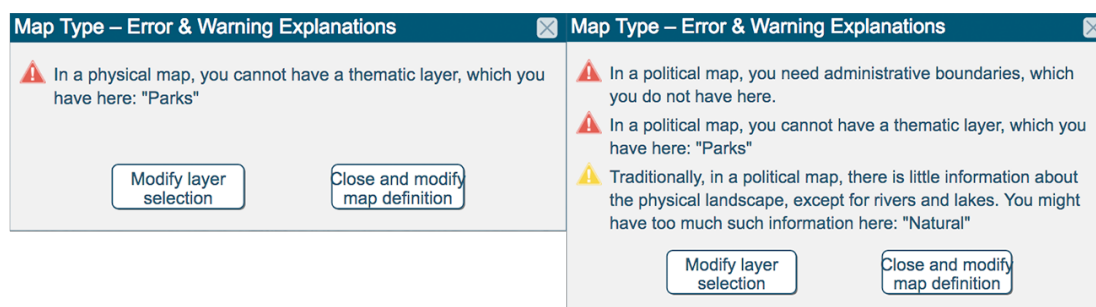 Map Type – Error & Warning Explanations
In a physical map, you cannot have a thematic layer, which you
have here: "Parks"
Modify layer
selection
Close and modify
map definition
Map Type – Error & Warning Explanations
In a political map, you need administrative boundaries, which
you do not have here.
In a political map, you cannot have a thematic layer, which you
have here: "Parks"
Traditionally, in a political map, there is little information about
the physical landscape, except for rivers and lakes. You might
have too much such information here: "Natural"
Modify layer
selection
Close and modify
map definition